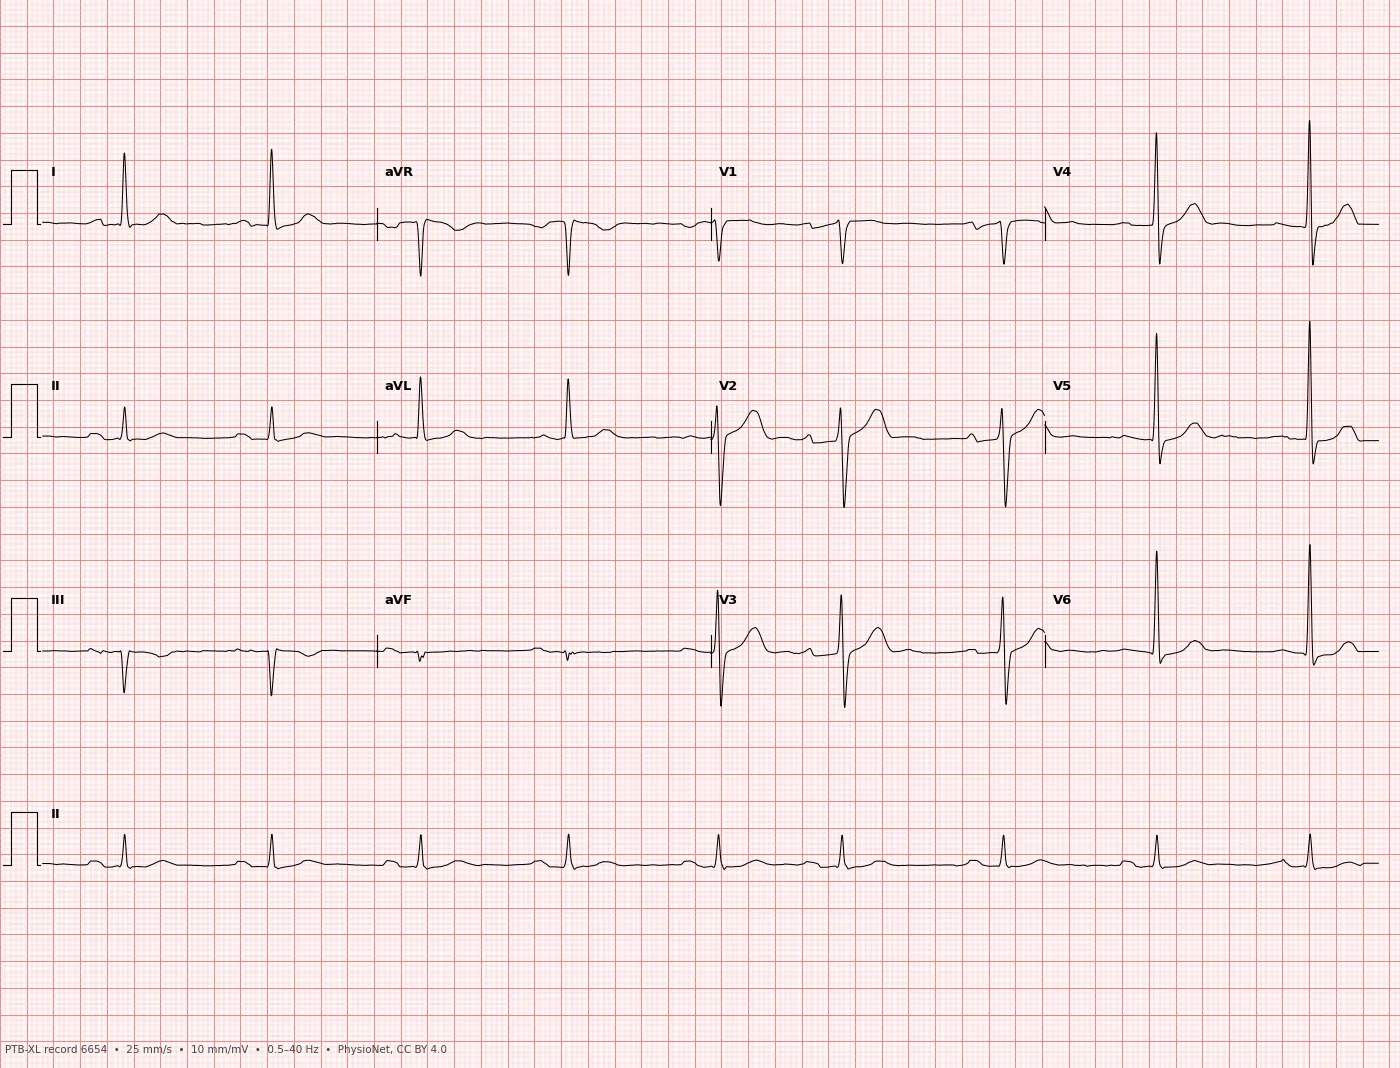 I aVR V1 V4
II aVL V2 V5
III aVF V3 V6
II
PTB-XL record 6654 • 25 mm/s • 10 mm/mV • 0.5–40 Hz • PhysioNet, CC BY 4.0